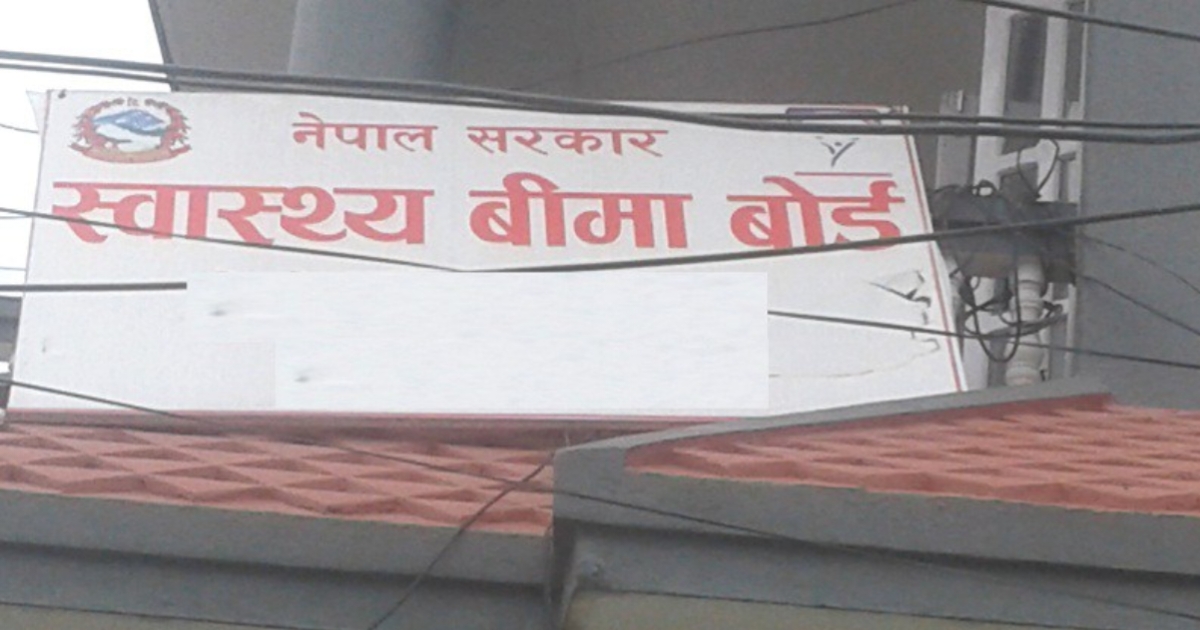 नेपाल सरकार
स्वास्थ्य बीमा बोर्ड